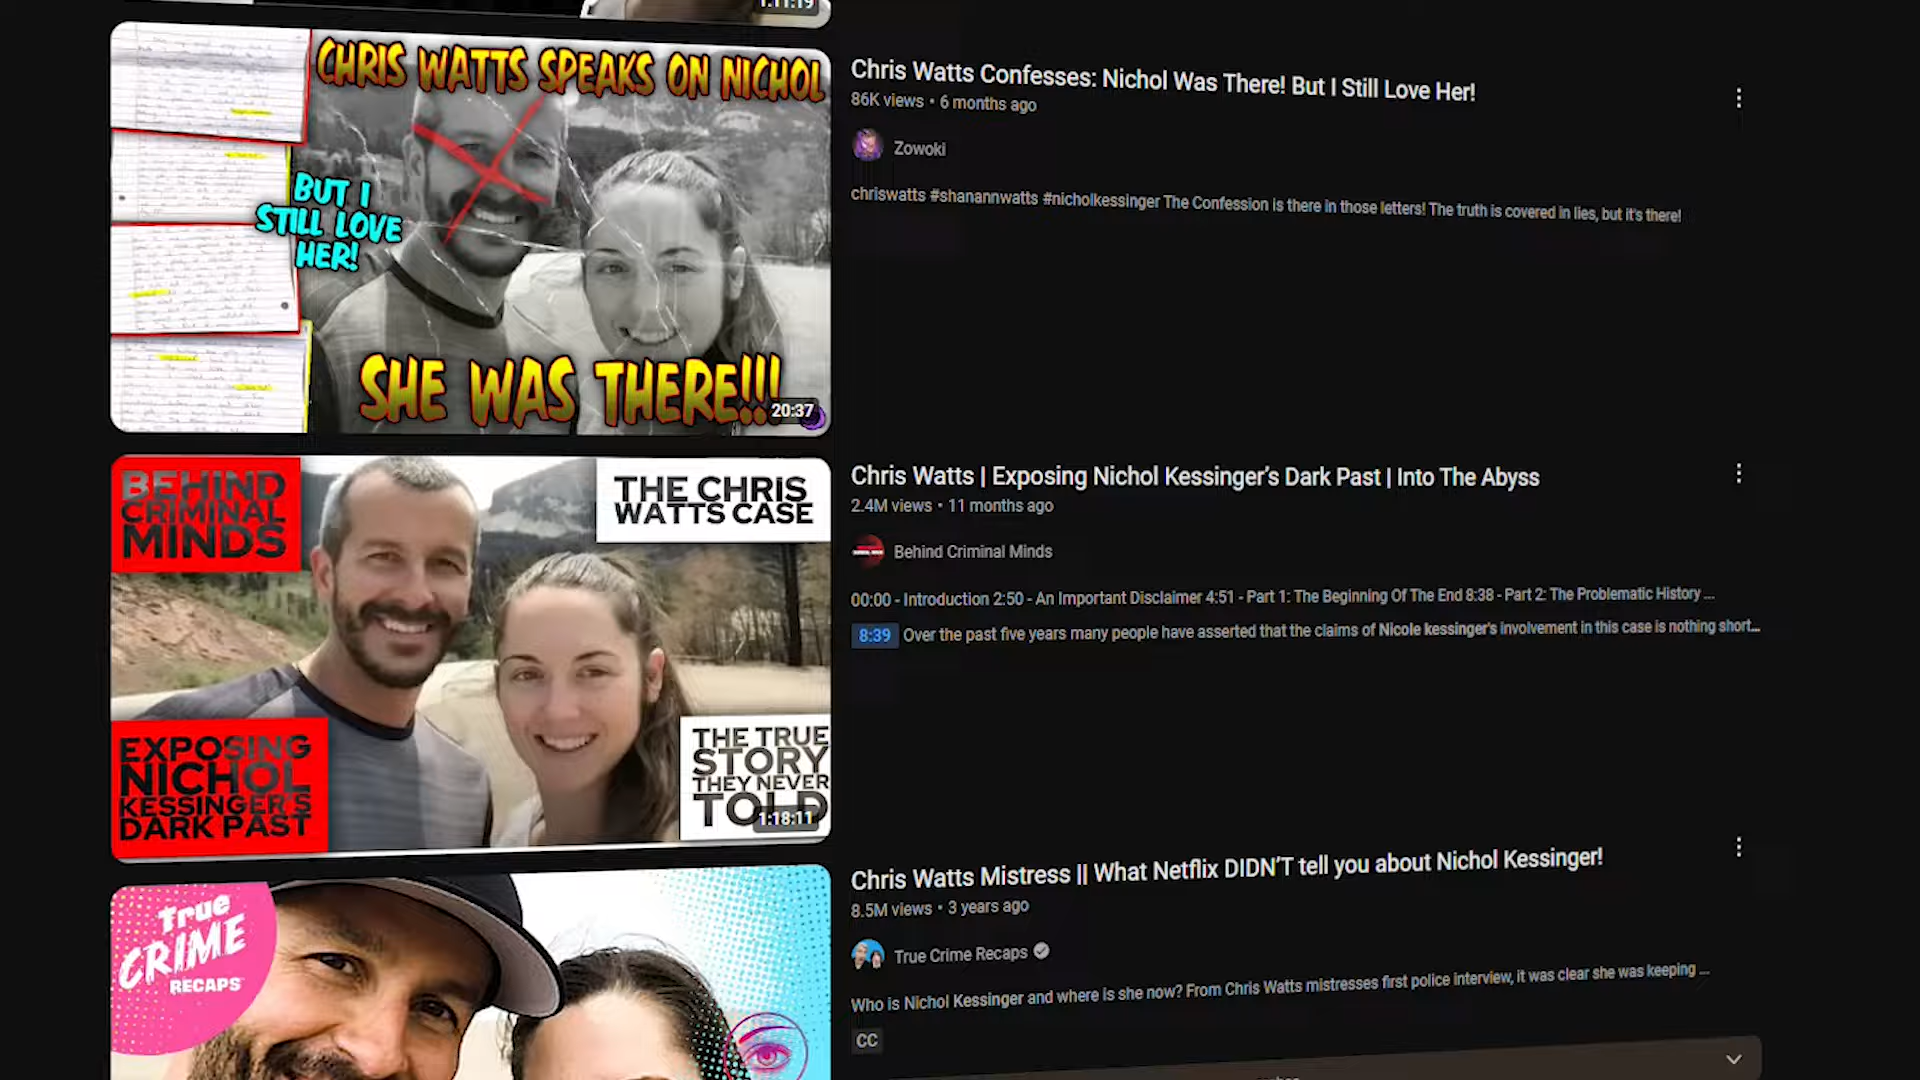 1:11:19
CHRIS WATTS SPEAKS ON NICHOL
BUT I
STILL LOVE
HER!
SHE WAS THERE!!!
20:37
Chris Watts Confesses: Nichol Was There! But I Still Love Her!
86K views • 6 months ago
Zowoki
chriswatts #shanannwatts #nicholkessinger The Confession is there in those letters! The truth is covered in lies, but it's there!
BEHIND
CRIMINAL
MINDS
THE CHRIS
WATTS CASE
EXPOSING
NICHOL
KESSINGER'S
DARK PAST
THE TRUE
STORY
THEY NEVER
TOLD
1:18:11
Chris Watts | Exposing Nichol Kessinger's Dark Past | Into The Abyss
2.4M views • 11 months ago
Behind Criminal Minds
00:00 - Introduction 2:50 - An Important Disclaimer 4:51 - Part 1: The Beginning Of The End 8:38 - Part 2: The Problematic History ...
8:39 Over the past five years many people have asserted that the claims of Nicole kessinger's involvement in this case is nothing short...
True
CRIME
RECAPS
Chris Watts Mistress || What Netflix DIDN'T tell you about Nichol Kessinger!
8.5M views • 3 years ago
True Crime Recaps
Who is Nichol Kessinger and where is she now? From Chris Watts mistresses first police interview, it was clear she was keeping ...
CC